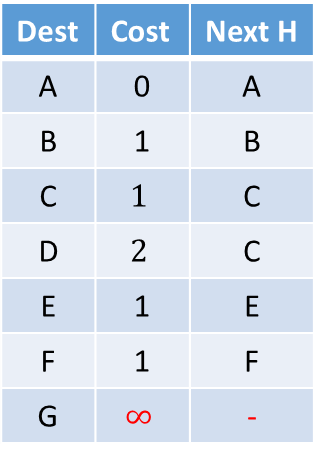 Dest Cost Next H
A 0 A
B 1 B
C 1 C
D 2 C
E 1 E
F 1 F
G ∞ -